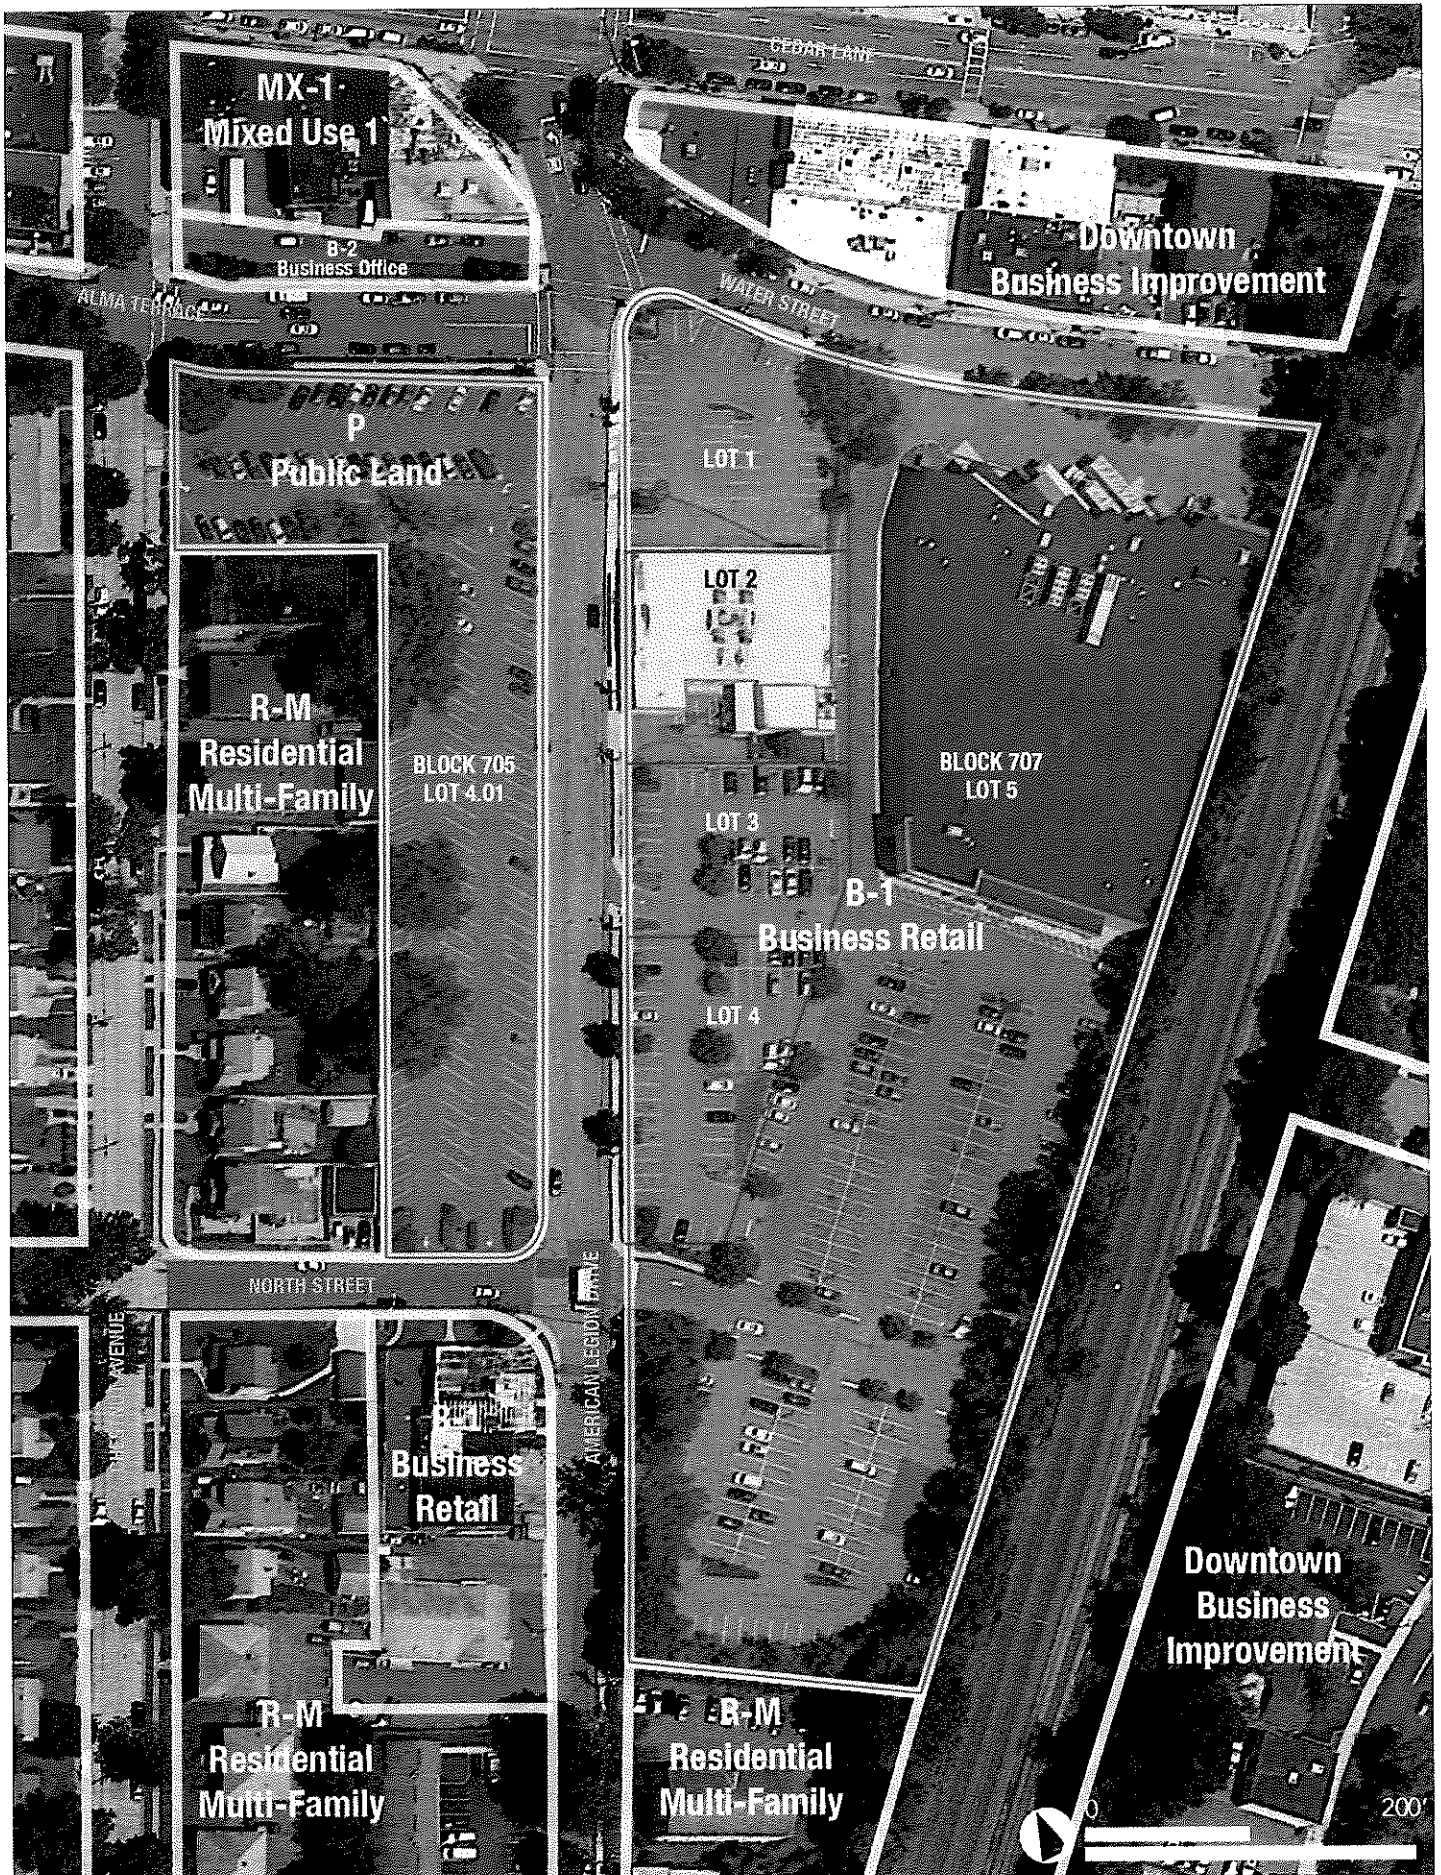 CEDAR LANE
MX-1
Mixed Use 1
Downtown
Business Improvement
B-2
Business Office
WATER STREET
ALMA TERRACE
P
Public Land
LOT 1
LOT 2
R-M
Residential
Multi-Family
BLOCK 705
LOT 4.01
BLOCK 707
LOT 5
LOT 3
B-1
Business Retail
LOT 4
NORTH STREET
AMERICAN LEGION DRIVE
AVENUE
B-1
Business
Retail
Downtown
Business
Improvement
R-M
Residential
Multi-Family
R-M
Residential
Multi-Family
0
200'